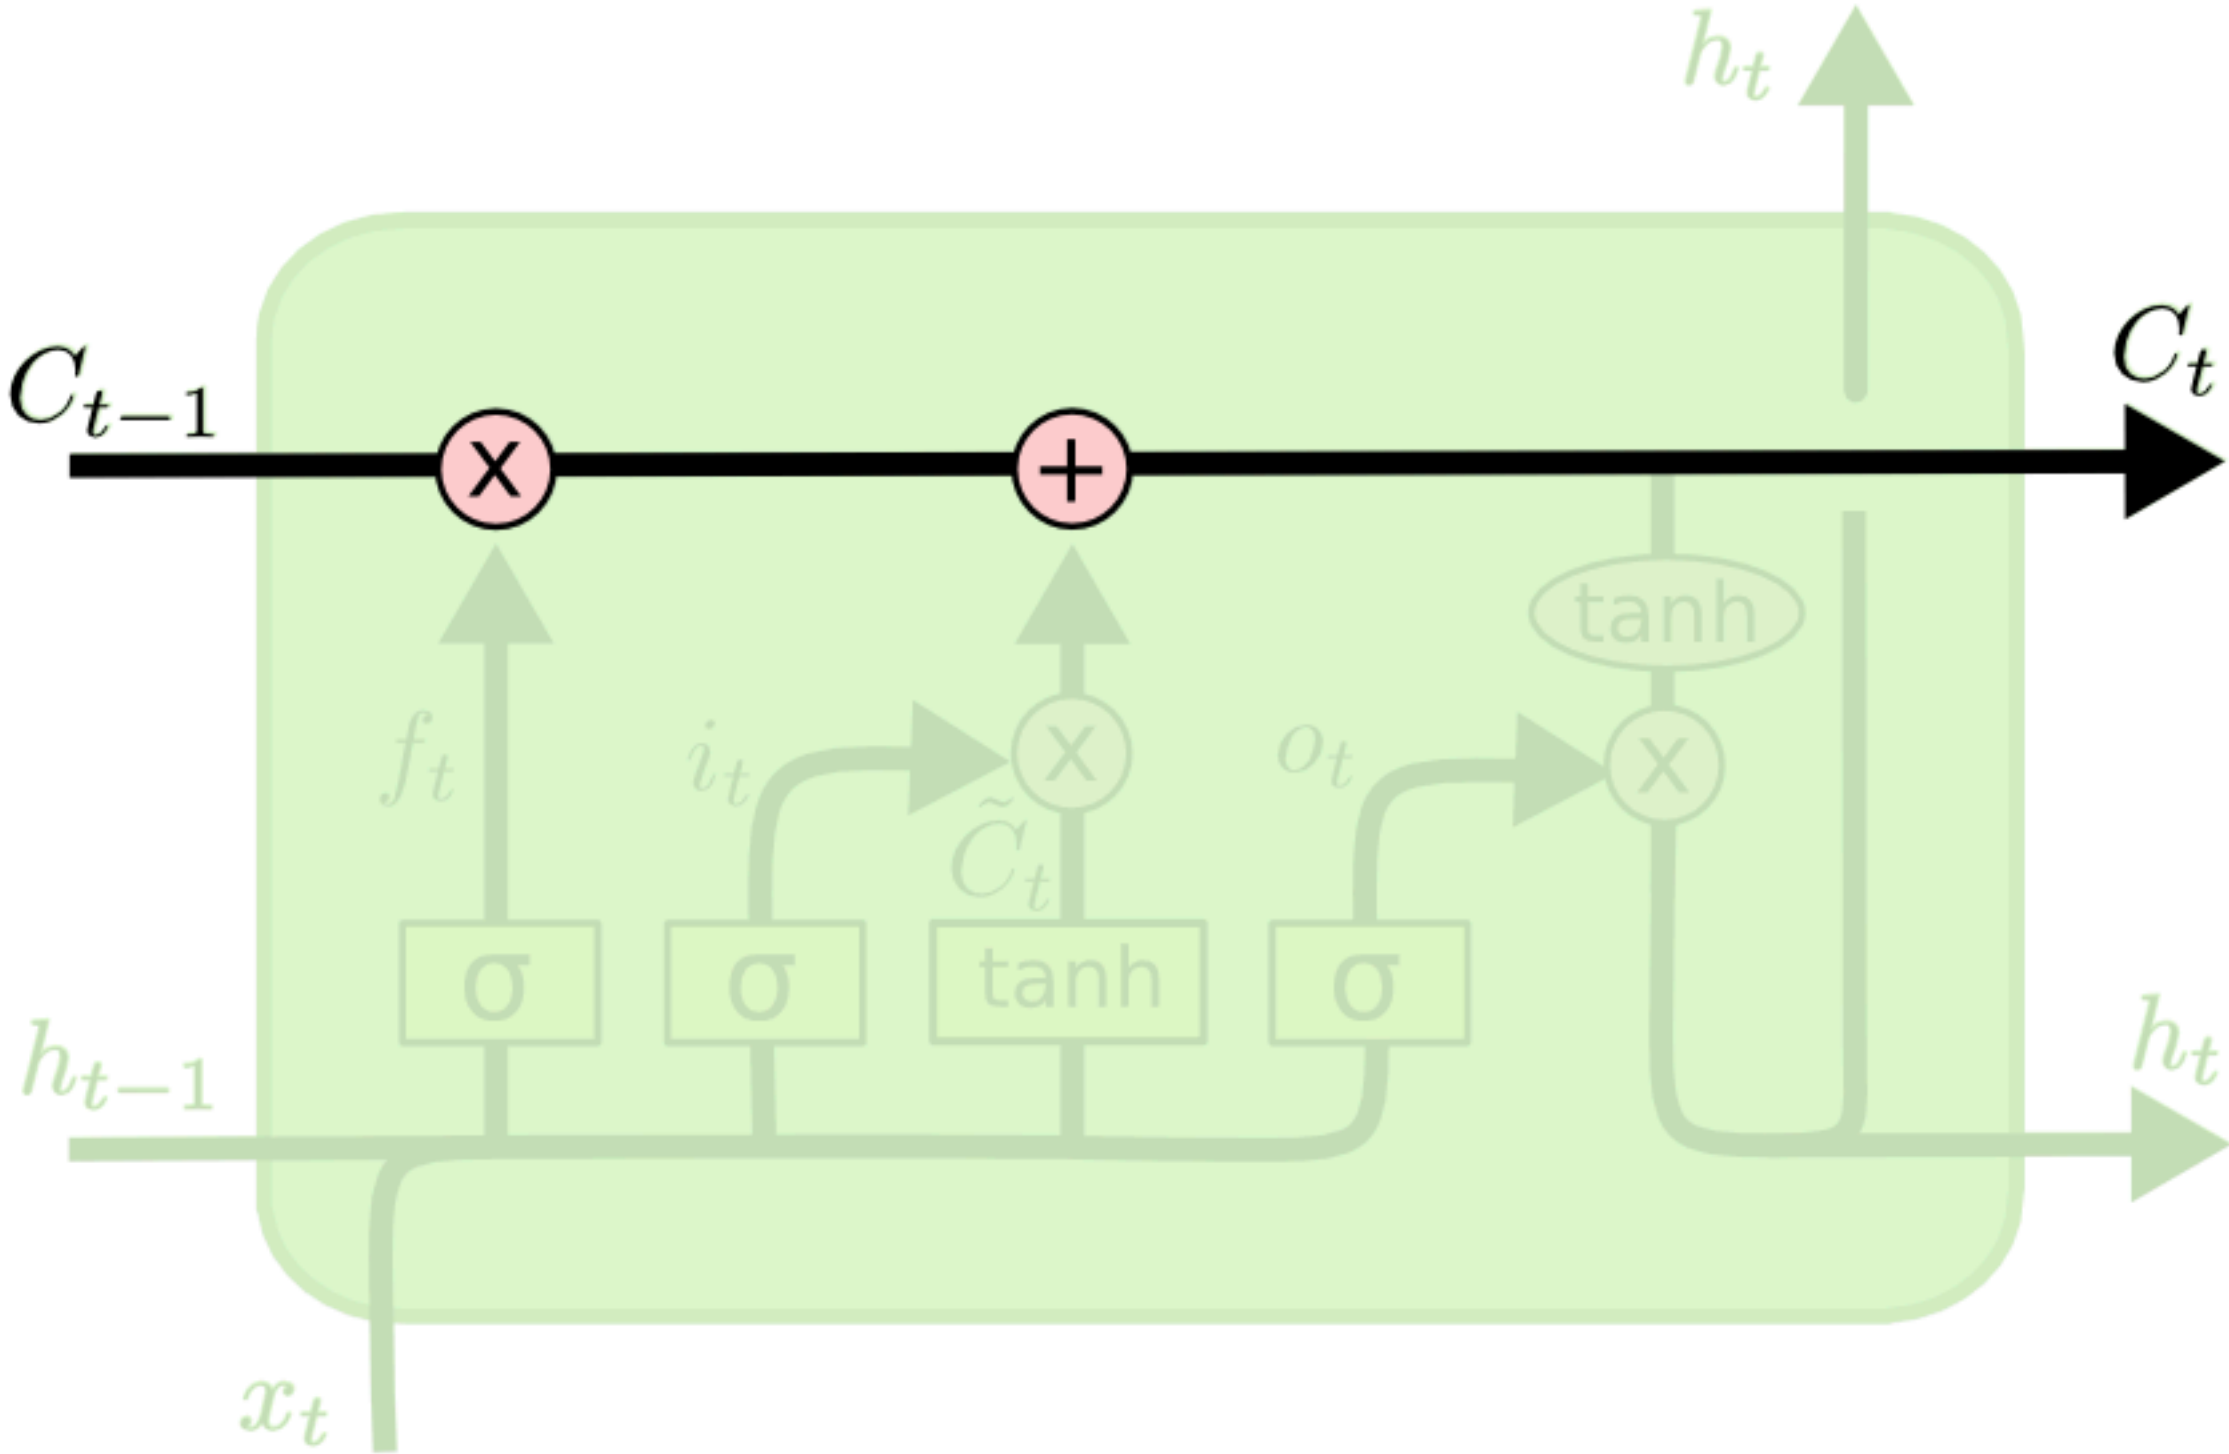 h_t
C_{t-1}
C_t
x
+
tanh
f_t
i_t
x
o_t
x
C̃_t
σ
σ
tanh
σ
h_{t-1}
h_t
x_t